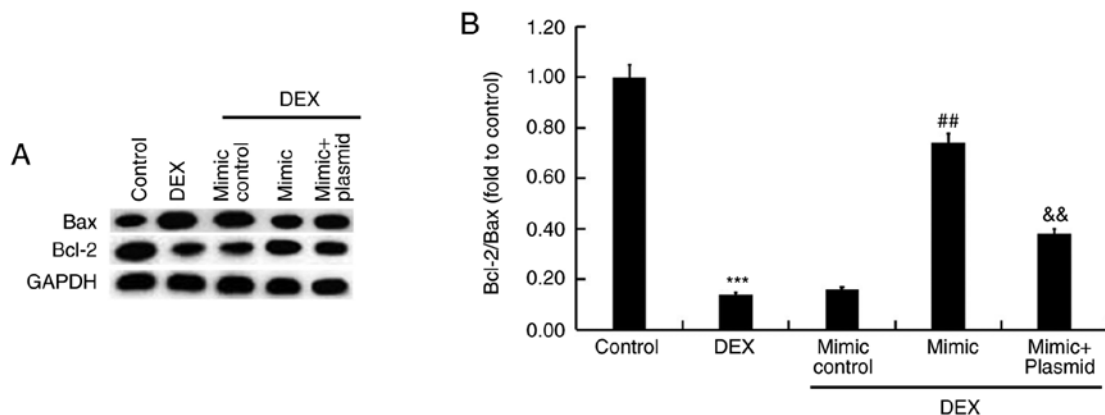 A
DEX
Control
DEX
Mimic
control
Mimic
Mimic+
plasmid
Bax
Bcl-2
GAPDH
B
Bcl-2/Bax (fold to control)
1.20
1.00
0.80
0.60
0.40
0.20
0.00
***
##
&&
Control
DEX
Mimic
control
Mimic
Mimic+
Plasmid
DEX